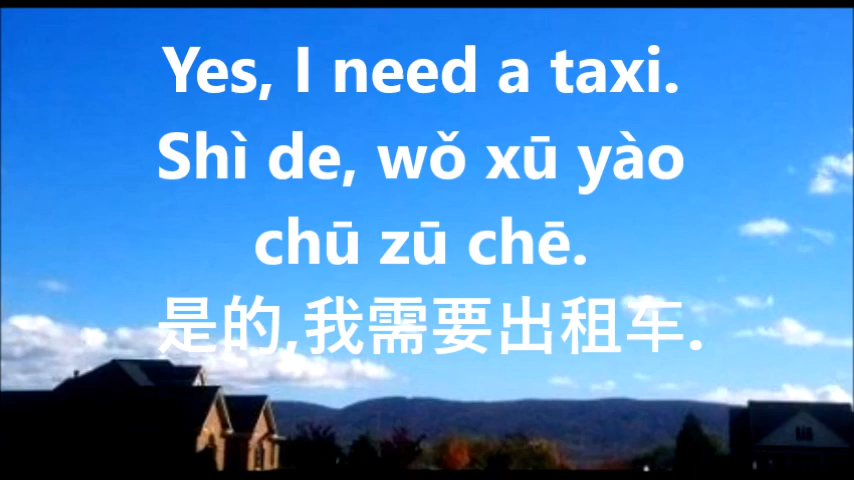 Yes, I need a taxi.
Shì de, wǒ xū yào
chū zū chē.
是的,我需要出租车.